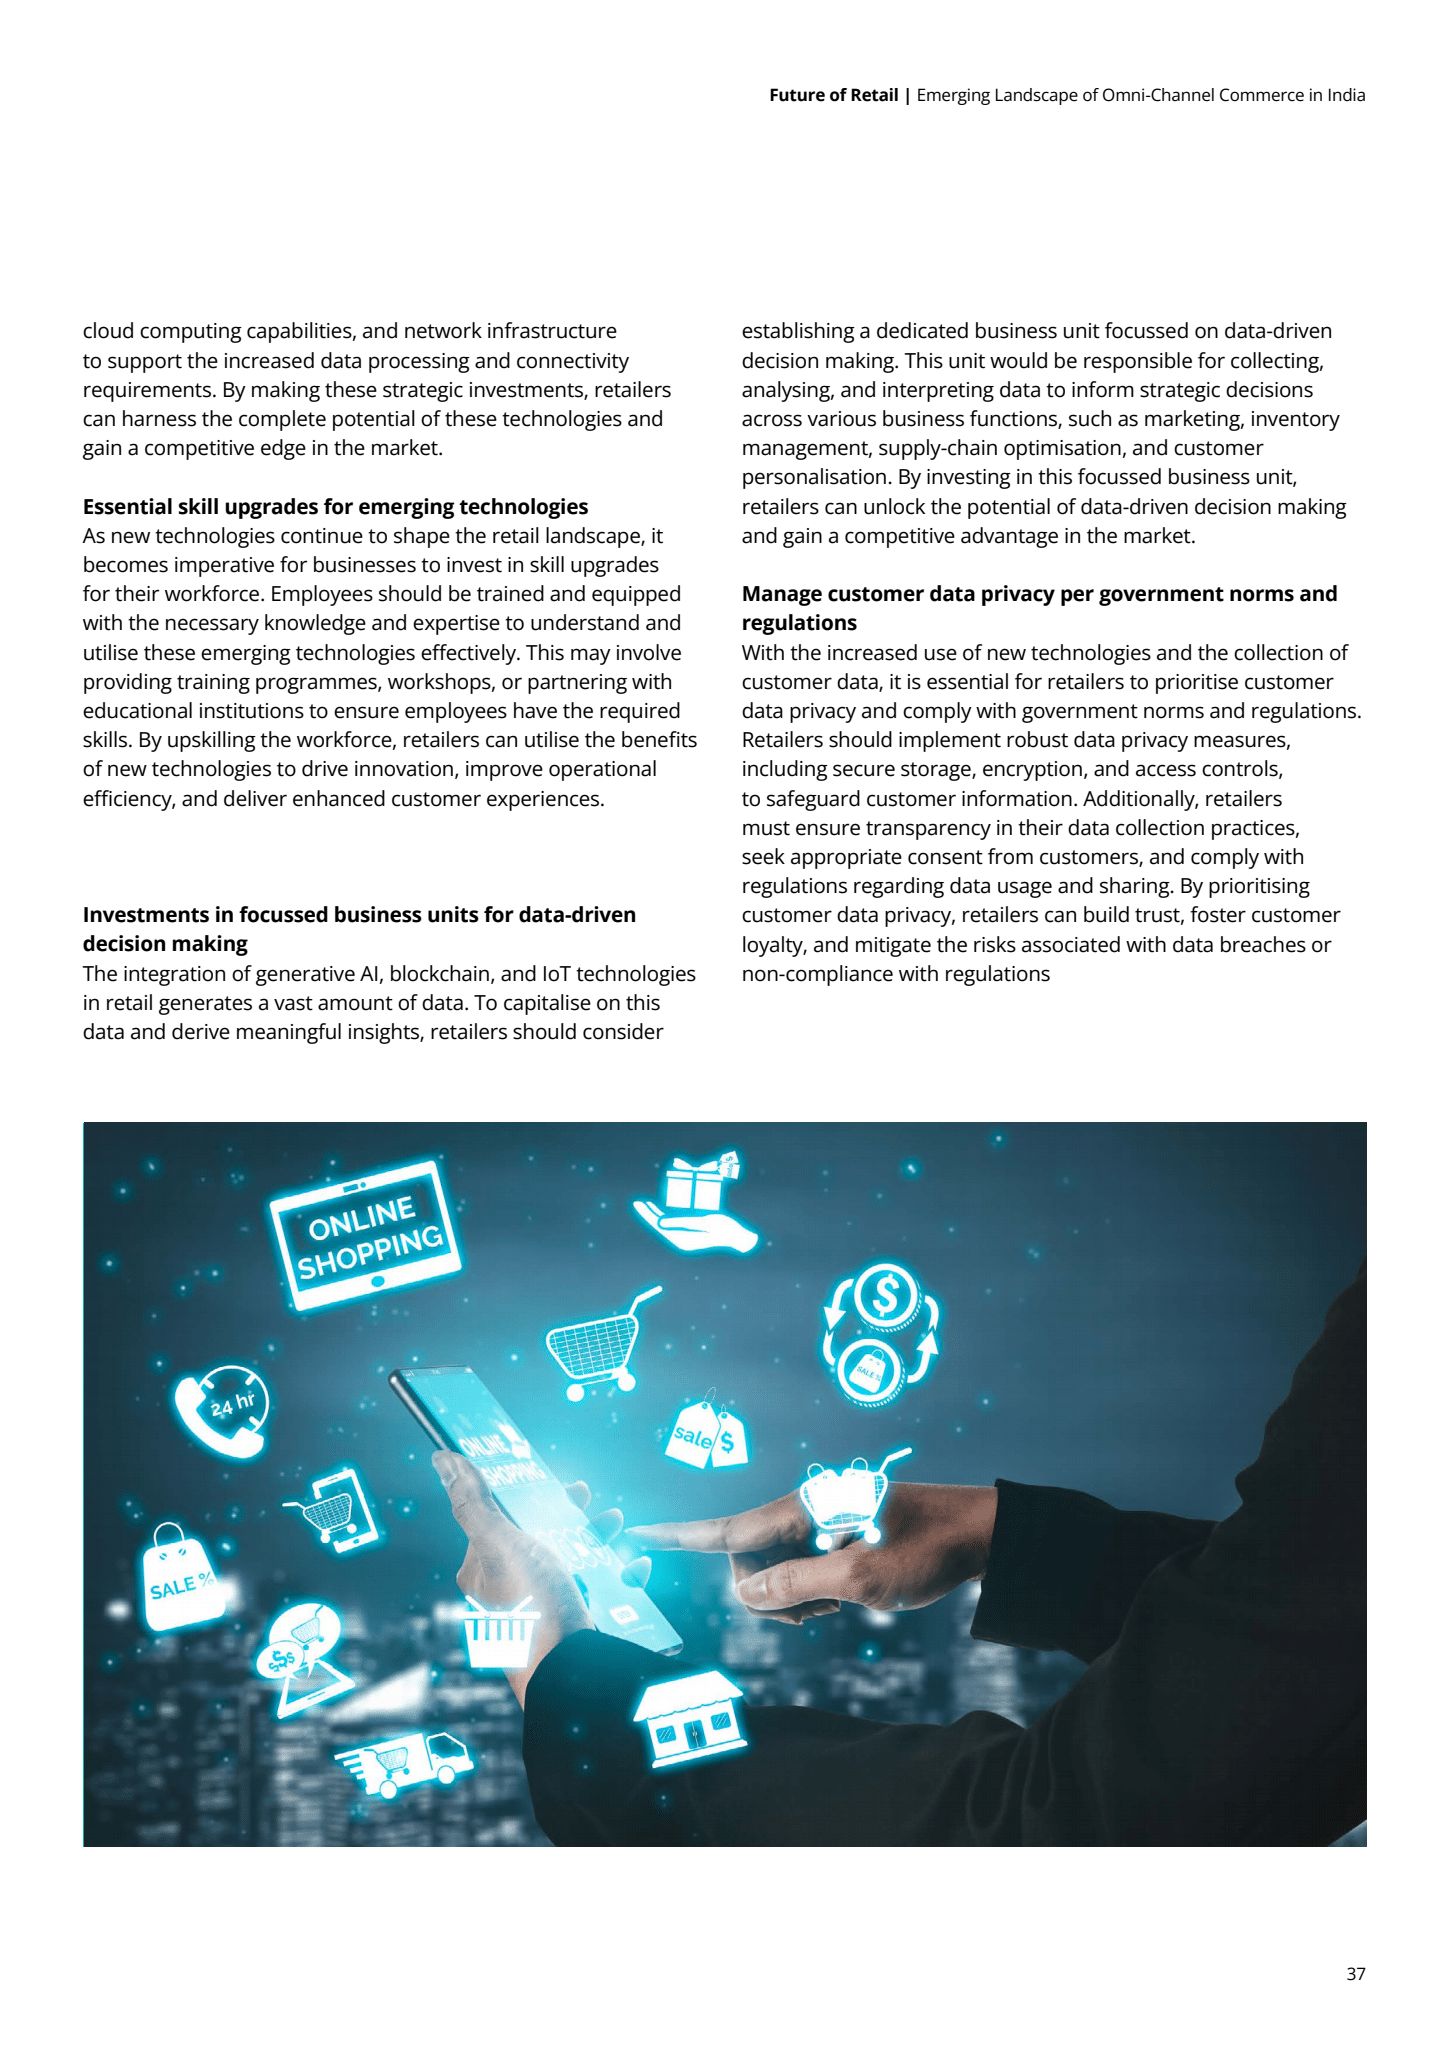 Future of Retail | Emerging Landscape of Omni-Channel Commerce in India
cloud computing capabilities, and network infrastructure
to support the increased data processing and connectivity
requirements. By making these strategic investments, retailers
can harness the complete potential of these technologies and
gain a competitive edge in the market.
Essential skill upgrades for emerging technologies
As new technologies continue to shape the retail landscape, it
becomes imperative for businesses to invest in skill upgrades
for their workforce. Employees should be trained and equipped
with the necessary knowledge and expertise to understand and
utilise these emerging technologies effectively. This may involve
providing training programmes, workshops, or partnering with
educational institutions to ensure employees have the required
skills. By upskilling the workforce, retailers can utilise the benefits
of new technologies to drive innovation, improve operational
efficiency, and deliver enhanced customer experiences.
Investments in focussed business units for data-driven
decision making
The integration of generative AI, blockchain, and IoT technologies
in retail generates a vast amount of data. To capitalise on this
data and derive meaningful insights, retailers should consider
establishing a dedicated business unit focussed on data-driven
decision making. This unit would be responsible for collecting,
analysing, and interpreting data to inform strategic decisions
across various business functions, such as marketing, inventory
management, supply-chain optimisation, and customer
personalisation. By investing in this focussed business unit,
retailers can unlock the potential of data-driven decision making
and gain a competitive advantage in the market.
Manage customer data privacy per government norms and
regulations
With the increased use of new technologies and the collection of
customer data, it is essential for retailers to prioritise customer
data privacy and comply with government norms and regulations.
Retailers should implement robust data privacy measures,
including secure storage, encryption, and access controls,
to safeguard customer information. Additionally, retailers
must ensure transparency in their data collection practices,
seek appropriate consent from customers, and comply with
regulations regarding data usage and sharing. By prioritising
customer data privacy, retailers can build trust, foster customer
loyalty, and mitigate the risks associated with data breaches or
non-compliance with regulations
ONLINE
SHOPPING
$
SALE %
24 hr
sale $
ONLINE
SHOPPING
SALE %
$$$
37